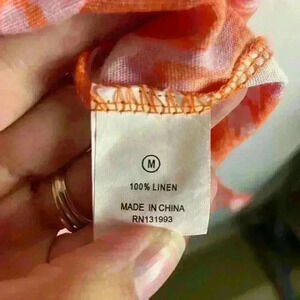 M
100% LINEN
MADE IN CHINA
RN131993